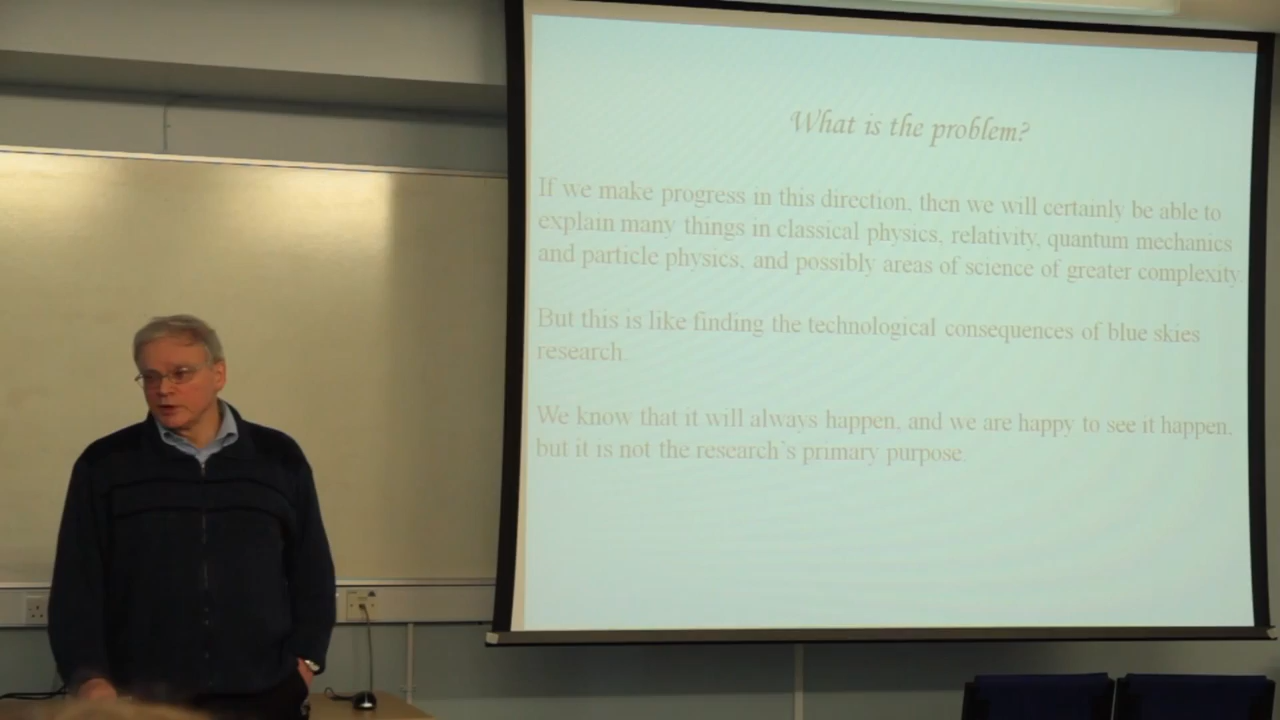 What is the problem?
If we make progress in this direction, then we will certainly be able to
explain many things in classical physics, relativity, quantum mechanics
and particle physics, and possibly areas of science of greater complexity.
But this is like finding the technological consequences of blue skies
research.
We know that it will always happen, and we are happy to see it happen,
but it is not the research`s primary purpose.